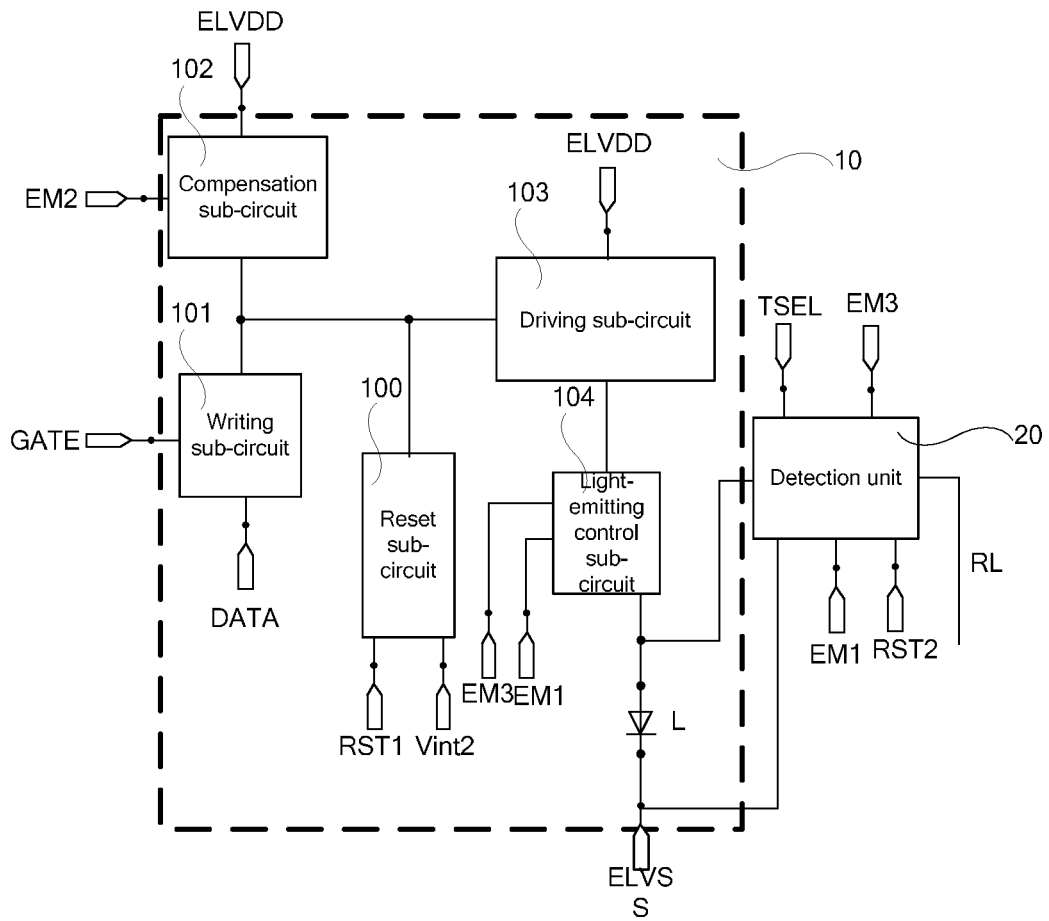 ELVDD
102
10
ELVDD
Compensation
sub-circuit
EM2
103
TSEL
EM3
101
Driving sub-circuit
100
104
20
GATE
Writing
sub-circuit
Light-
emitting
control
sub-
circuit
Detection unit
Reset
sub-
circuit
RL
DATA
EM1
RST2
EM3
EM1
L
RST1
Vint2
ELVS
S